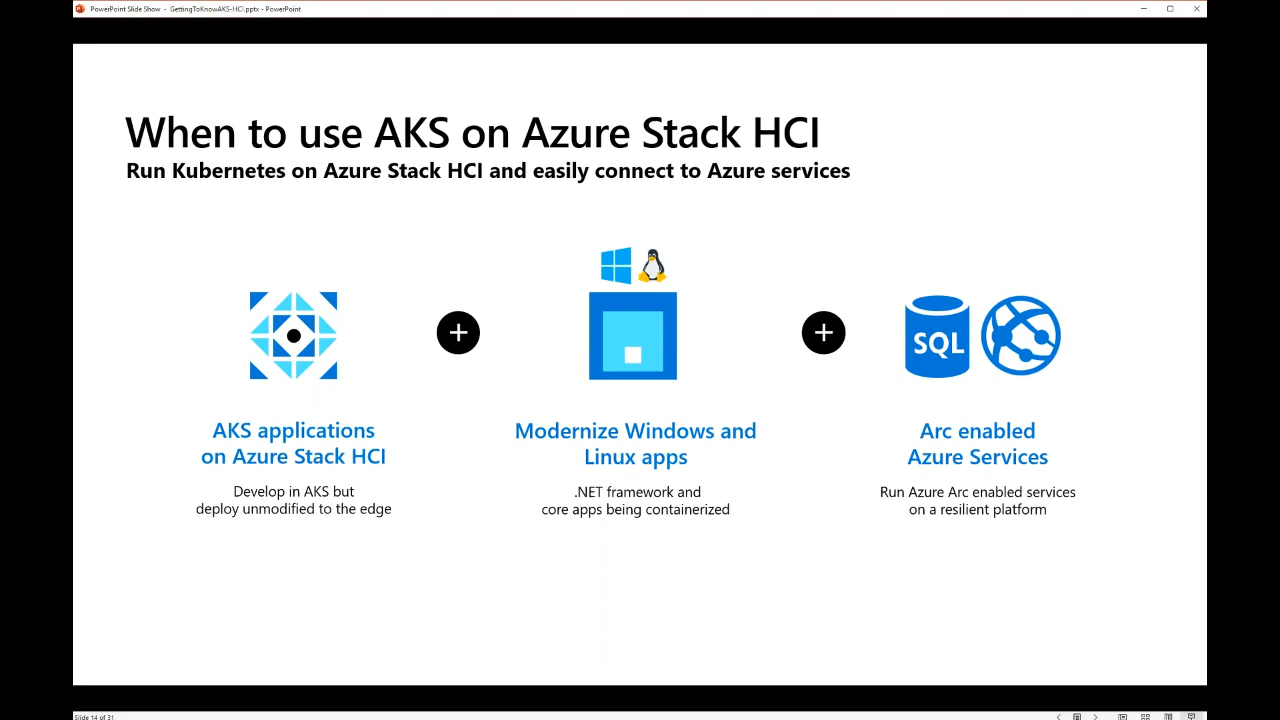 PowerPoint Slide Show - GettingToKnowAKS-HCI.pptx - PowerPoint
When to use AKS on Azure Stack HCI
Run Kubernetes on Azure Stack HCI and easily connect to Azure services
SQL
AKS applications
on Azure Stack HCI
Develop in AKS but
deploy unmodified to the edge
Modernize Windows and
Linux apps
.NET framework and
core apps being containerized
Arc enabled
Azure Services
Run Azure Arc enabled services
on a resilient platform
Slide 14 of 31